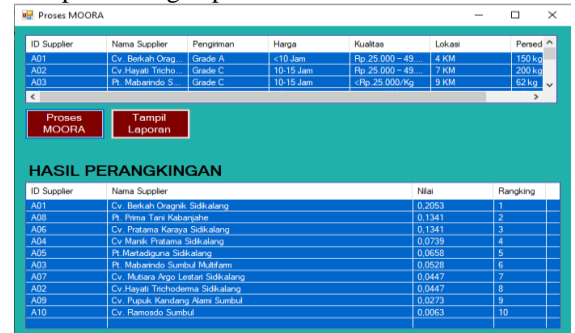 Proses MOORA
ID Supplier Nama Supplier Pengiriman Harga Kualitas Lokasi Persed
A01 Cv. Berkah Orag... Grade A <10 Jam Rp.25.000 – 49.... 4 KM 150 kg
A02 Cv.Hayati Tricho... Grade C 10-15 Jam Rp.25.000 – 49.... 7 KM 200 kg
A03 Pt. Mabarindo S... Grade C 10-15 Jam <Rp.25.000/Kg 9 KM 62 kg
Proses MOORA
Tampil Laporan
HASIL PERANGKINGAN
ID Supplier Nama Supplier Nilai Rangking
A01 Cv. Berkah Oragnik Sidikalang 0,2053 1
A08 Pt. Prima Tani Kabanjahe 0,1341 2
A06 Cv. Pratama Karaya Sidikalang 0,1341 3
A04 Cv Manik Pratama Sidikalang 0,0739 4
A05 Pt.Martadiguna Sidikalang 0,0658 5
A03 Pt. Mabarindo Sumbul Multifarm 0,0528 6
A07 Cv. Mutiara Argo Lestari Sidikalang 0,0447 7
A02 Cv.Hayati Trichoderma Sidikalang 0,0447 8
A09 Cv. Pupuk Kandang Alami Sumbul 0,0273 9
A10 Cv. Ramosdo Sumbul 0,0063 10